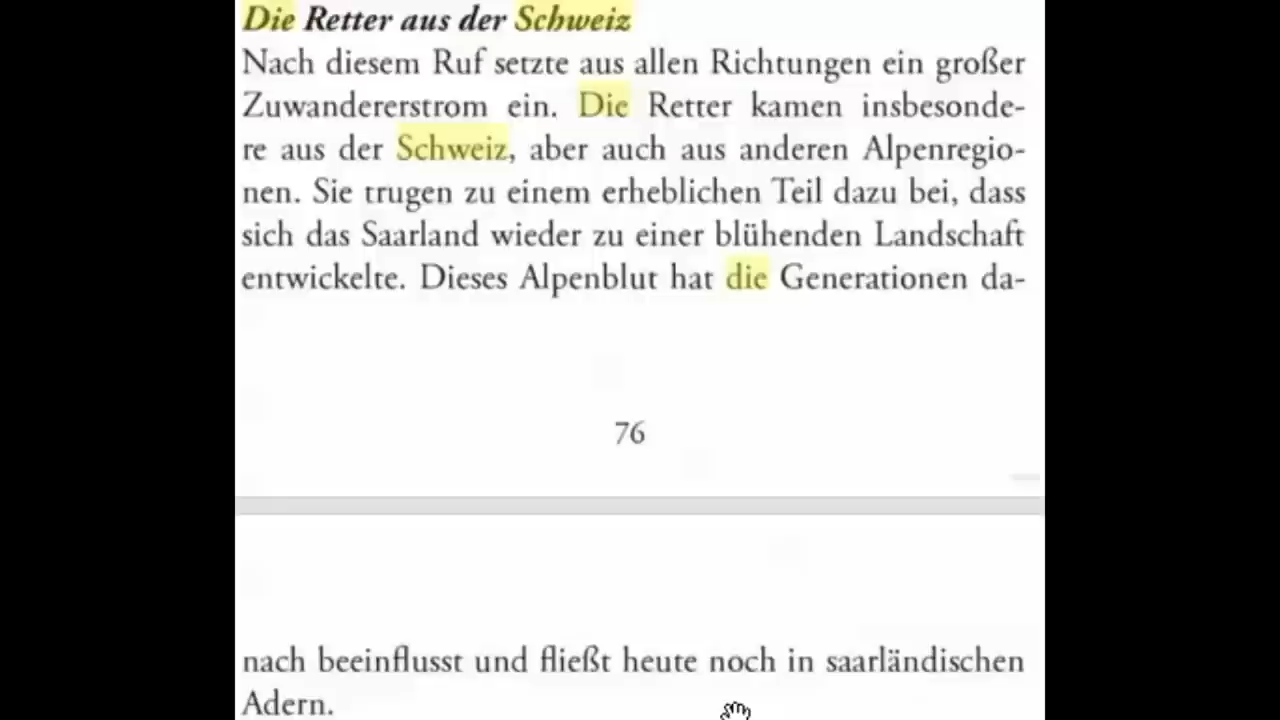 Die Retter aus der Schweiz
Nach diesem Ruf setzte aus allen Richtungen ein großer
Zuwandererstrom ein. Die Retter kamen insbesonde-
re aus der Schweiz, aber auch aus anderen Alpenregio-
nen. Sie trugen zu einem erheblichen Teil dazu bei, dass
sich das Saarland wieder zu einer blühenden Landschaft
entwickelte. Dieses Alpenblut hat die Generationen da-
76
nach beeinflusst und fließt heute noch in saarländischen
Adern.